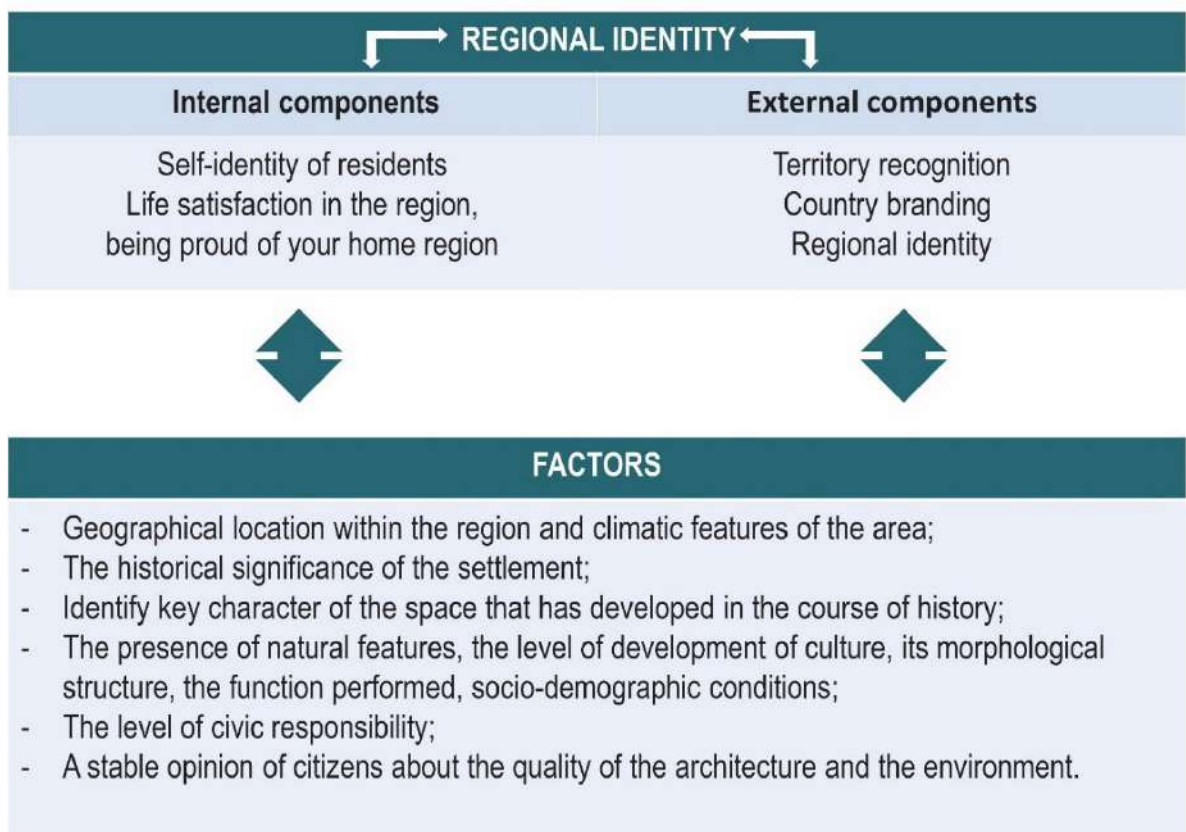 REGIONAL IDENTITY
Internal components
External components
Self-identity of residents
Life satisfaction in the region,
being proud of your home region
Territory recognition
Country branding
Regional identity
FACTORS
- Geographical location within the region and climatic features of the area;
- The historical significance of the settlement;
- Identify key character of the space that has developed in the course of history;
- The presence of natural features, the level of development of culture, its morphological
structure, the function performed, socio-demographic conditions;
- The level of civic responsibility;
- A stable opinion of citizens about the quality of the architecture and the environment.